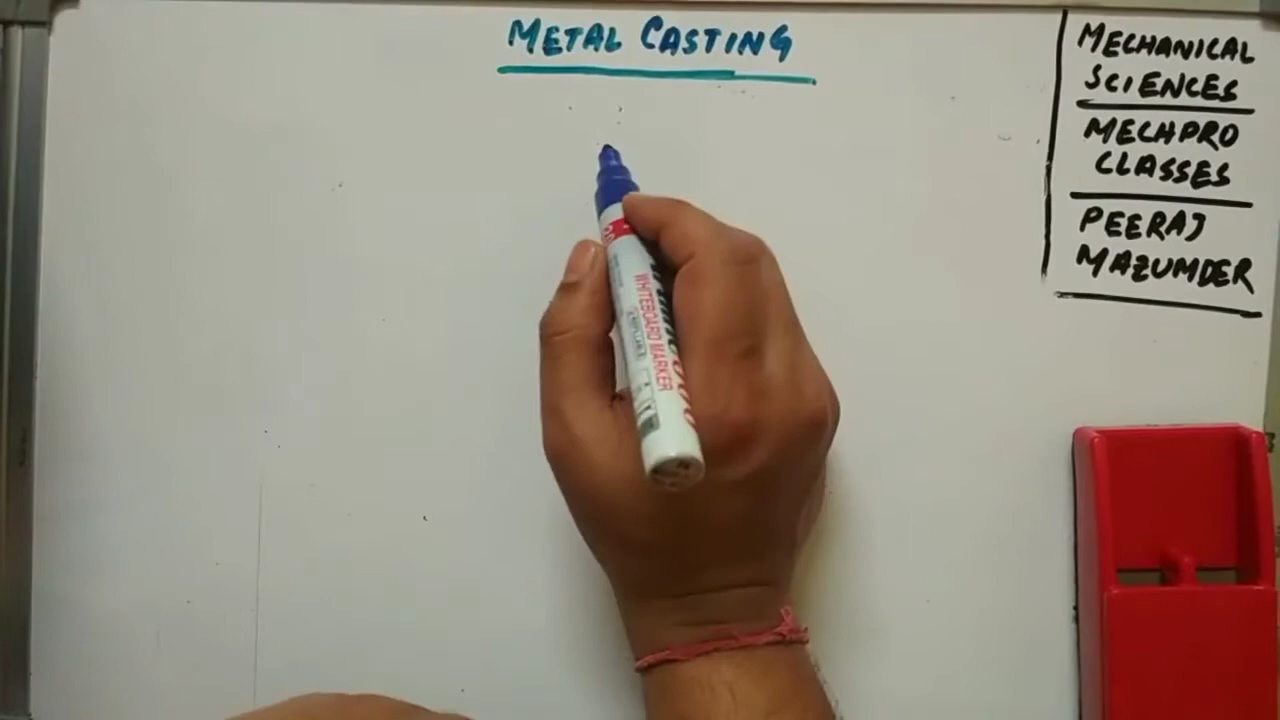 METAL CASTING
MECHANICAL
SCIENCES
MECHPRO
CLASSES
PEERAJ
MAZUMDER
WHITEBOARD MARKER